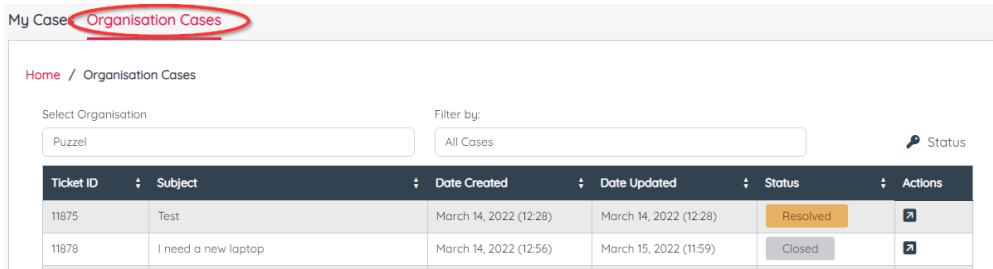 My Cases Organisation Cases
Home / Organisation Cases
Select Organisation Filter by:
Puzzel All Cases Status
Ticket ID Subject Date Created Date Updated Status Actions
11875 Test March 14, 2022 (12:28) March 14, 2022 (12:28) Resolved
11878 I need a new laptop March 14, 2022 (12:56) March 15, 2022 (11:59) Closed